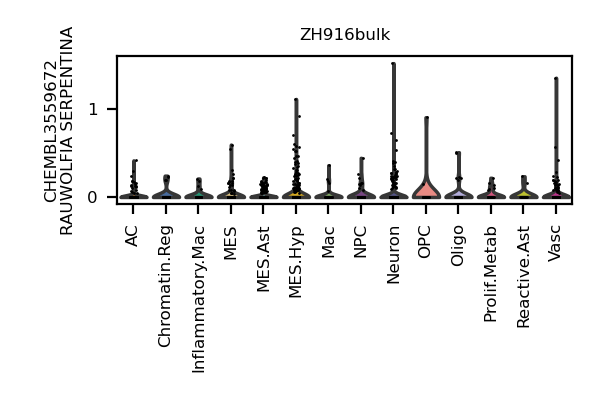 ZH916bulk
CHEMBL3559672
RAUWOLFIA SERPENTINA
1
0
AC
Chromatin.Reg
Inflammatory.Mac
MES
MES.Ast
MES.Hyp
Mac
NPC
Neuron
OPC
Oligo
Prolif.Metab
Reactive.Ast
Vasc